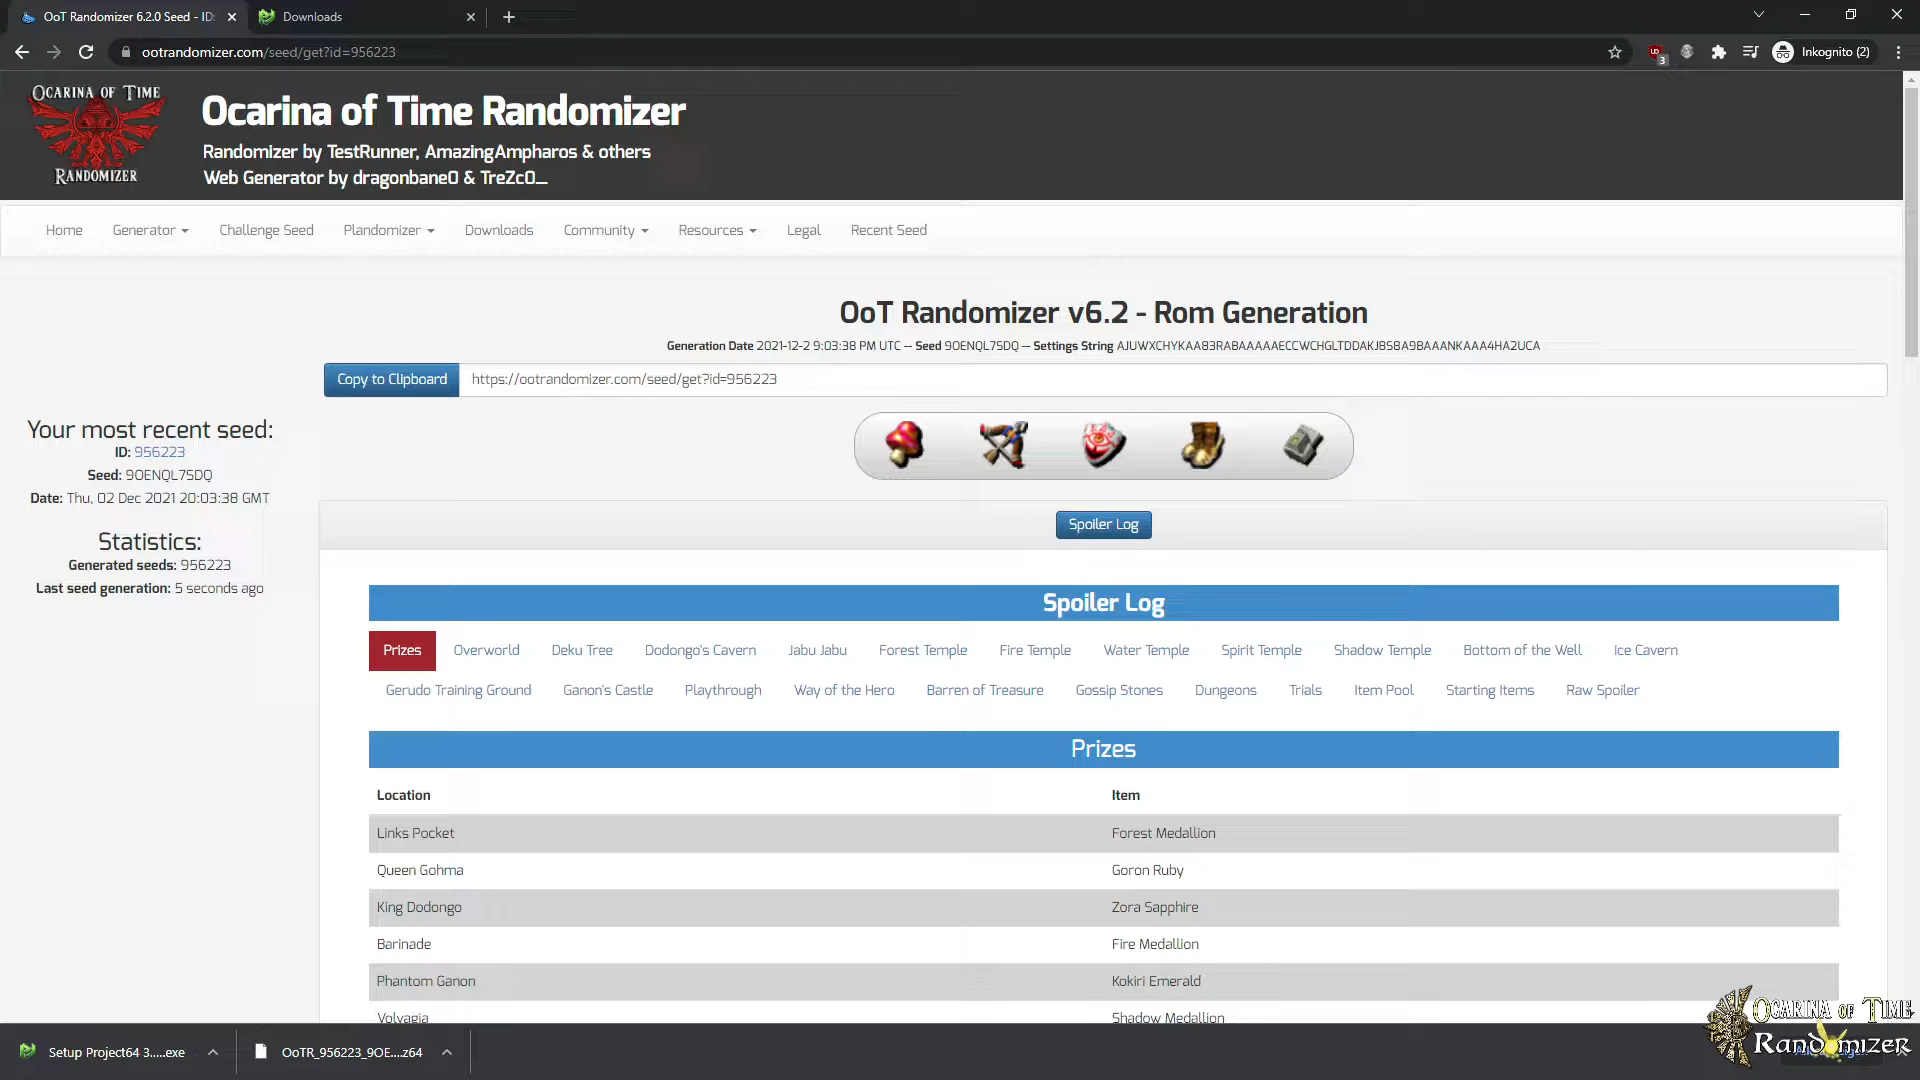 OoT Randomizer 6.2.0 Seed - ID:
Downloads
ootrandomizer.com/seed/get?id=956223
3
Inkognito (2)
OCARINA OF TIME
RANDOMIZER
Ocarina of Time Randomizer
Randomizer by TestRunner, AmazingAmpharos & others
Web Generator by dragonbane0 & TreZc0_
Home
Generator
Challenge Seed
Plandomizer
Downloads
Community
Resources
Legal
Recent Seed
OoT Randomizer v6.2 - Rom Generation
Generation Date 2021-12-2 9:03:38 PM UTC -- Seed 9OENQL7SDQ -- Settings String AJUWXCHYKAA83RABAAAAAECCWCHGLTDDAKJ8S8A9BAAANKAAA4HA2UCA
Copy to Clipboard
https://ootrandomizer.com/seed/get?id=956223
Your most recent seed:
ID: 956223
Seed: 9OENQL7SDQ
Date: Thu, 02 Dec 2021 20:03:38 GMT
Statistics:
Generated seeds: 956223
Last seed generation: 5 seconds ago
Spoiler Log
Spoiler Log
Prizes
Overworld
Deku Tree
Dodongo's Cavern
Jabu Jabu
Forest Temple
Fire Temple
Water Temple
Spirit Temple
Shadow Temple
Bottom of the Well
Ice Cavern
Gerudo Training Ground
Ganon's Castle
Playthrough
Way of the Hero
Barren of Treasure
Gossip Stones
Dungeons
Trials
Item Pool
Starting Items
Raw Spoiler
Prizes
Location
Item
Links Pocket
Forest Medallion
Queen Gohma
Goron Ruby
King Dodongo
Zora Sapphire
Barinade
Fire Medallion
Phantom Ganon
Kokiri Emerald
Volvagia
Shadow Medallion
Setup Project64 3.....exe
OoTR_956223_9OE....z64
OCARINA OF TIME
RANDOMIZER